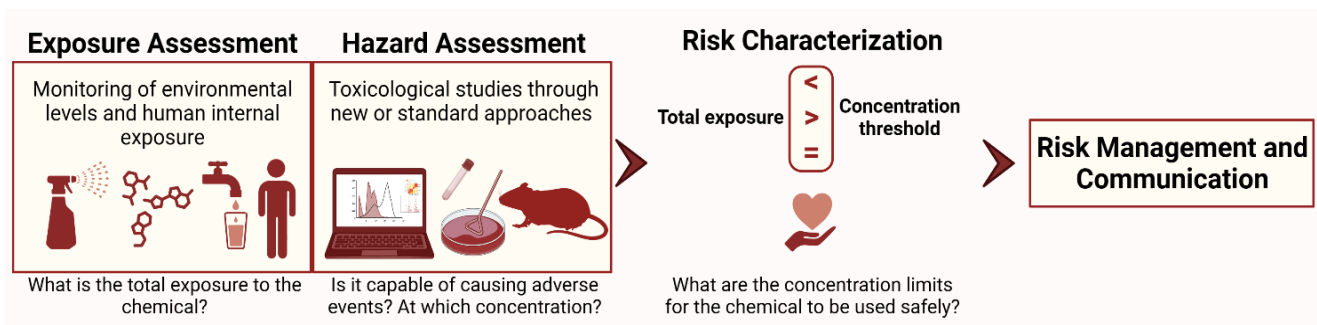 Exposure Assessment
Monitoring of environmental
levels and human internal
exposure
What is the total exposure to the
chemical?
Hazard Assessment
Toxicological studies through
new or standard approaches
Is it capable of causing adverse
events? At which concentration?
Risk Characterization
Total exposure
<
>
=
Concentration
threshold
What are the concentration limits
for the chemical to be used safely?
Risk Management and
Communication